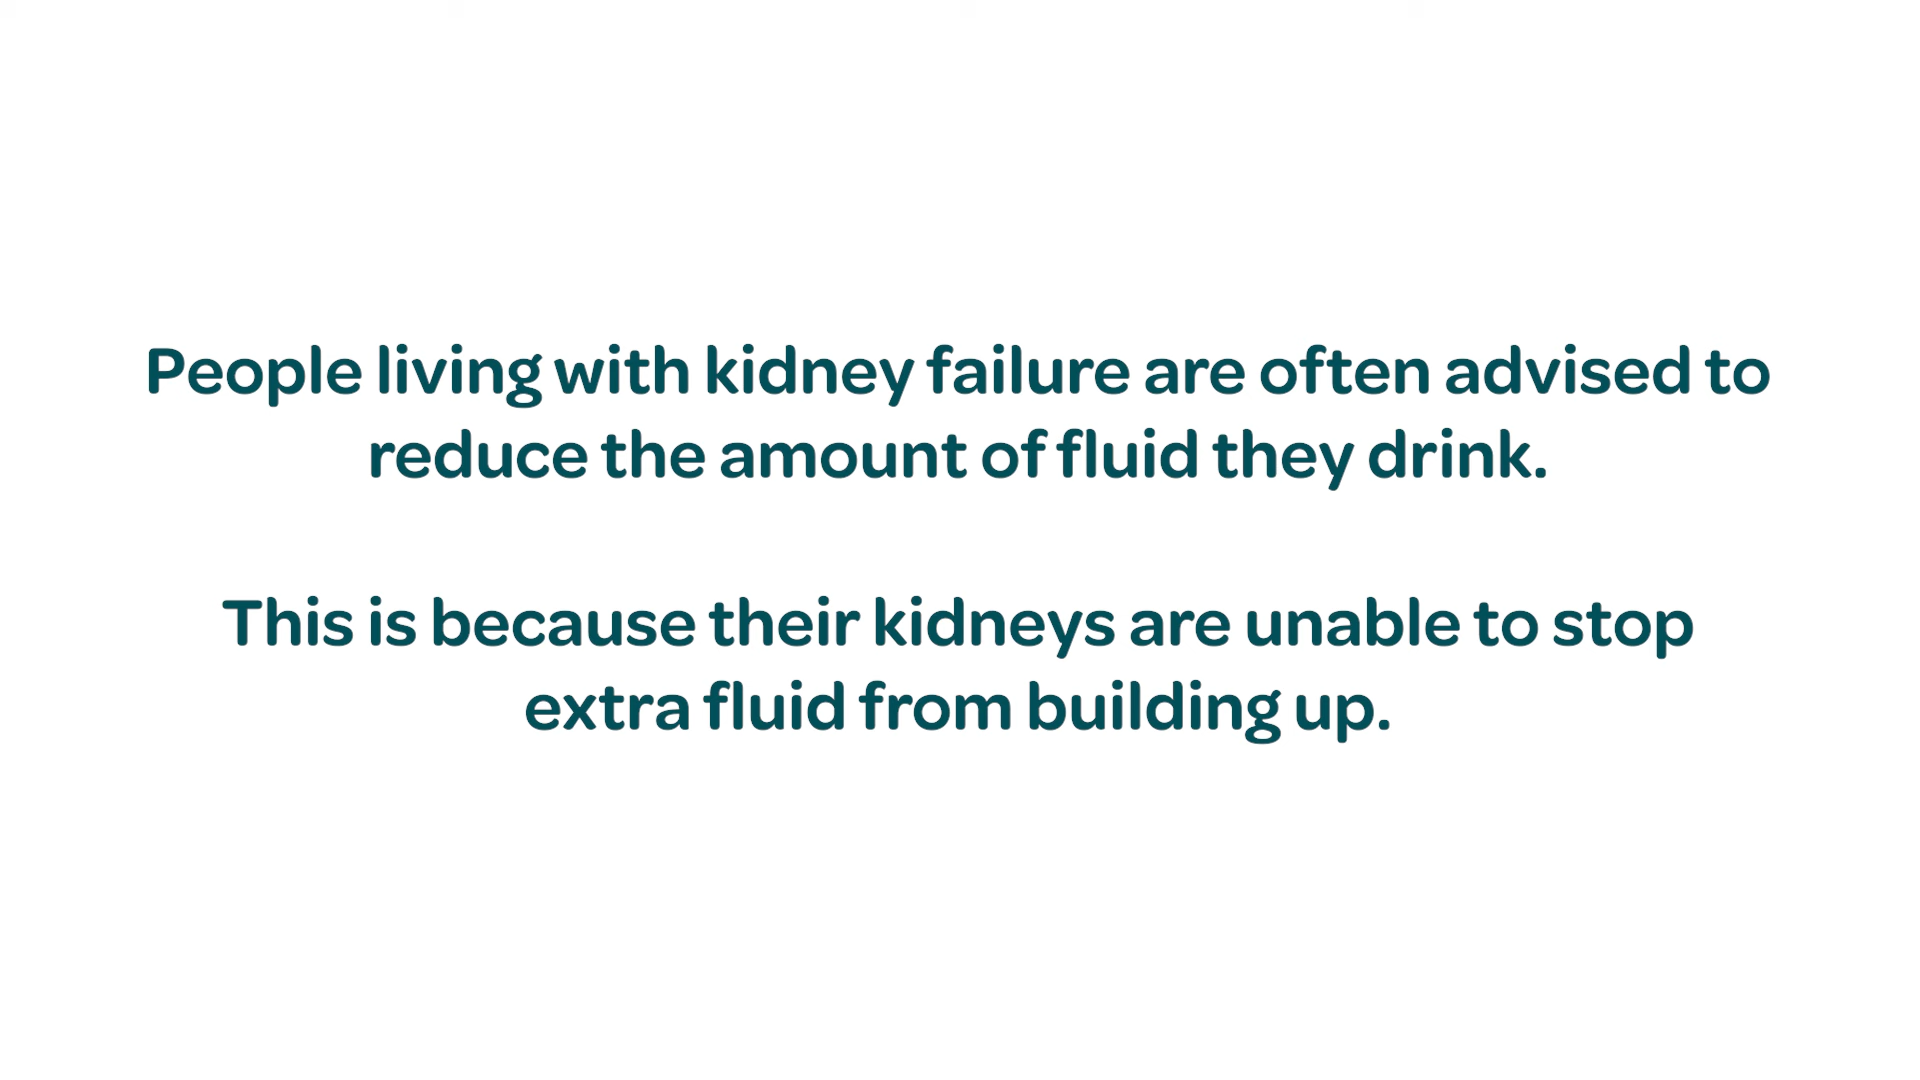 People living with kidney failure are often advised to
reduce the amount of fluid they drink.
This is because their kidneys are unable to stop
extra fluid from building up.